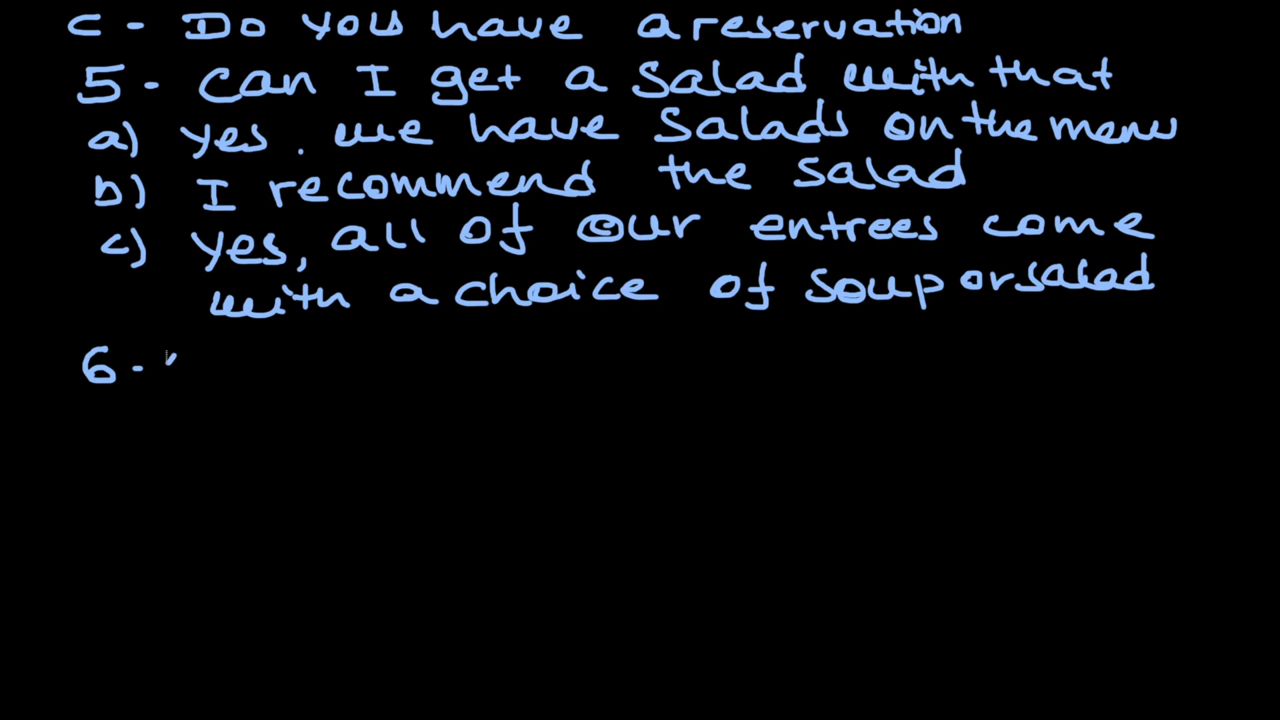 c - Do you have a reservation
5 - Can I get a salad with that
a) yes. we have salads on the menu
b) I recommend the salad
c) yes, all of our entrees come
with a choice of soup or salad
6 -